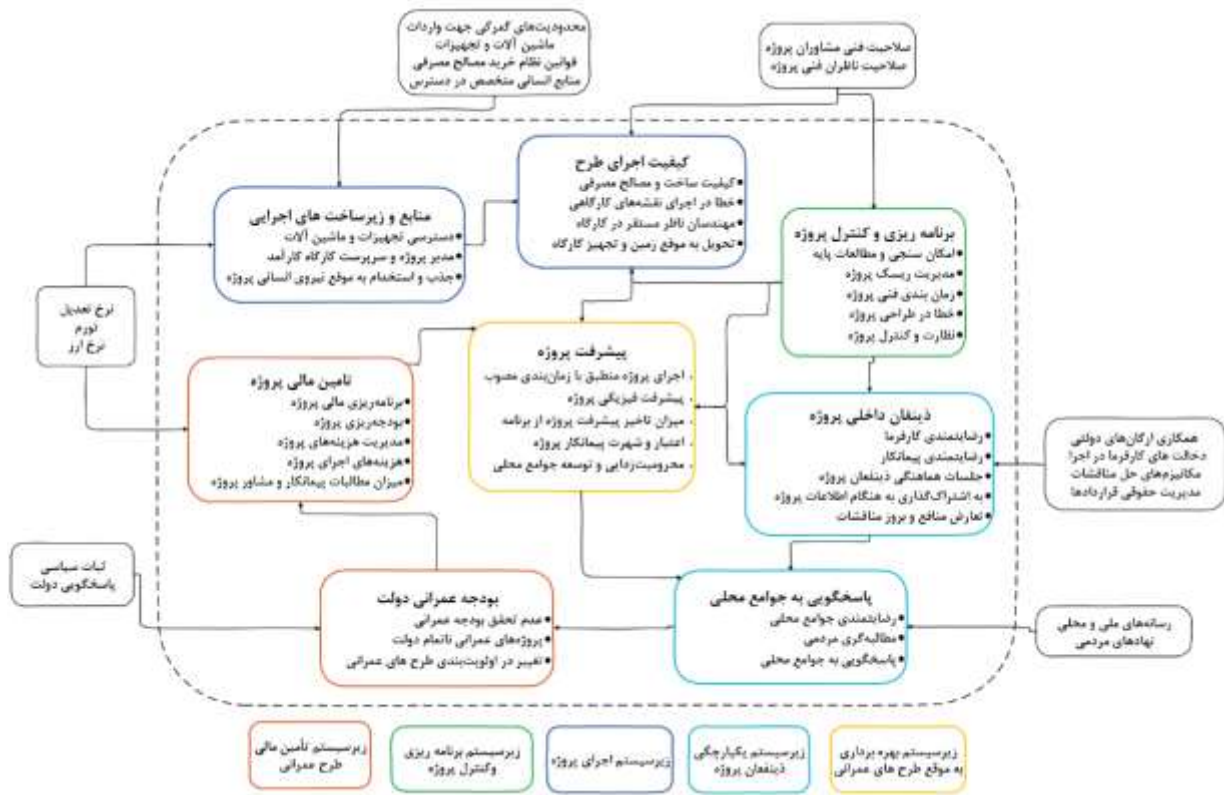 محدودیت‌های گمرکی جهت واردات
ماشین آلات و تجهیزات
قوانین نظام خرید مصالح مصرفی
منابع انسانی متخصص در دسترس
صلاحیت فنی مشاوران پروژه
صلاحیت ناظران فنی پروژه
کیفیت اجرای طرح
کیفیت ساخت و مصالح مصرفی
خطا در اجرای نقشه‌های کارگاهی
مهندسان ناظر مستقر در کارگاه
تحویل به موقع زمین و تجهیز کارگاه
منابع و زیرساخت های اجرایی
دسترسی تجهیزات و ماشین آلات
مدیر پروژه و سرپرست کارگاه کارآمد
جذب و استخدام به موقع نیروی انسانی پروژه
برنامه ریزی و کنترل پروژه
امکان سنجی و مطالعات پایه
مدیریت ریسک پروژه
زمان بندی فنی پروژه
خطا در طراحی پروژه
نظارت و کنترل پروژه
نرخ تعدیل
تورم
نرخ ارز
پیشرفت پروژه
اجرای پروژه منطبق با زمان‌بندی مصوب
پیشرفت فیزیکی پروژه
میزان تاخیر پیشرفت پروژه از برنامه
اعتبار و شهرت پیمانکار پروژه
محرومیت‌زدایی و توسعه جوامع محلی
تامین مالی پروژه
برنامه‌ریزی مالی پروژه
بودجه‌ریزی پروژه
مدیریت هزینه‌های پروژه
هزینه‌های اجرای پروژه
میزان مطالبات پیمانکار و مشاور پروژه
ذینفان داخلی پروژه
رضایتمندی کارفرما
رضایتمندی پیمانکار
جلسات هماهنگی ذینفعان پروژه
به اشتراک‌گذاری به هنگام اطلاعات پروژه
تعارض منافع و بروز مناقشات
همکاری ارگان‌های دولتی
دخالت های کارفرما در اجرا
مکانیزم‌های حل مناقشات
مدیریت حقوقی قراردادها
ثبات سیاسی
پاسخگویی دولت
بودجه عمرانی دولت
عدم تحقق بودجه عمرانی
پروژه‌های عمرانی ناتمام دولت
تغییر در اولویت‌بندی طرح های عمرانی
پاسخگویی به جوامع محلی
رضایتمندی جوامع محلی
مطالبه‌گری مردمی
پاسخگویی به جوامع محلی
رسانه‌های ملی و محلی
نهادهای مردمی
زیرسیستم بهره برداری
به موقع طرح های عمرانی
زیرسیستم یکپارچگی
ذینفعان پروژه
زیرسیستم اجرای پروژه
زیرسیستم برنامه ریزی
وکنترل پروژه
زیرسیستم تأمین مالی
طرح عمرانی